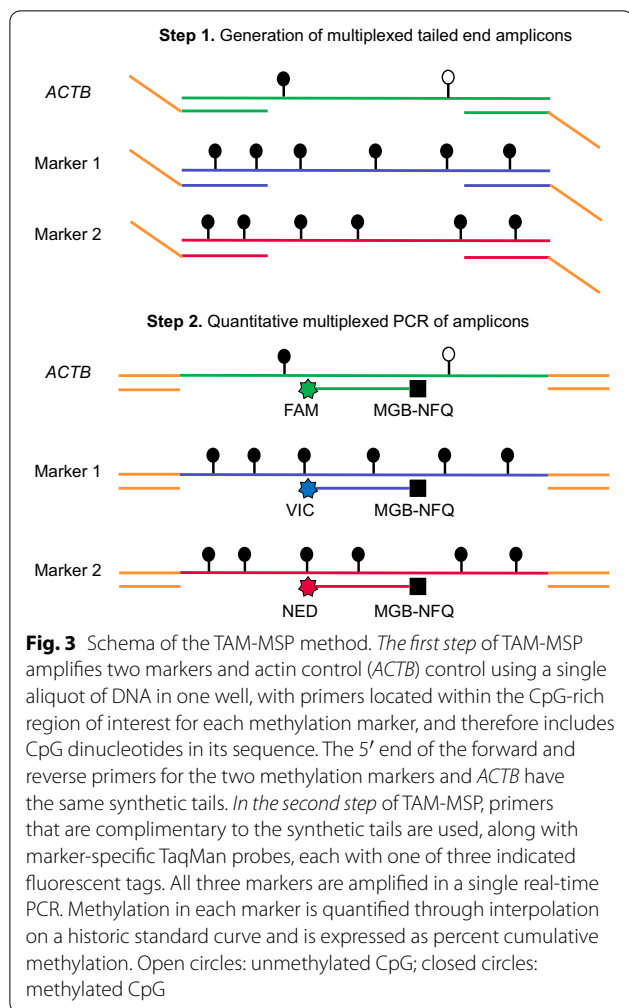 Step 1. Generation of multiplexed tailed end amplicons
ACTB
Marker 1
Marker 2
Step 2. Quantitative multiplexed PCR of amplicons
ACTB
FAM MGB-NFQ
Marker 1
VIC MGB-NFQ
Marker 2
NED MGB-NFQ
Fig. 3 Schema of the TAM-MSP method. The first step of TAM-MSP
amplifies two markers and actin control (ACTB) control using a single
aliquot of DNA in one well, with primers located within the CpG-rich
region of interest for each methylation marker, and therefore includes
CpG dinucleotides in its sequence. The 5′ end of the forward and
reverse primers for the two methylation markers and ACTB have
the same synthetic tails. In the second step of TAM-MSP, primers
that are complimentary to the synthetic tails are used, along with
marker-specific TaqMan probes, each with one of three indicated
fluorescent tags. All three markers are amplified in a single real-time
PCR. Methylation in each marker is quantified through interpolation
on a historic standard curve and is expressed as percent cumulative
methylation. Open circles: unmethylated CpG; closed circles:
methylated CpG